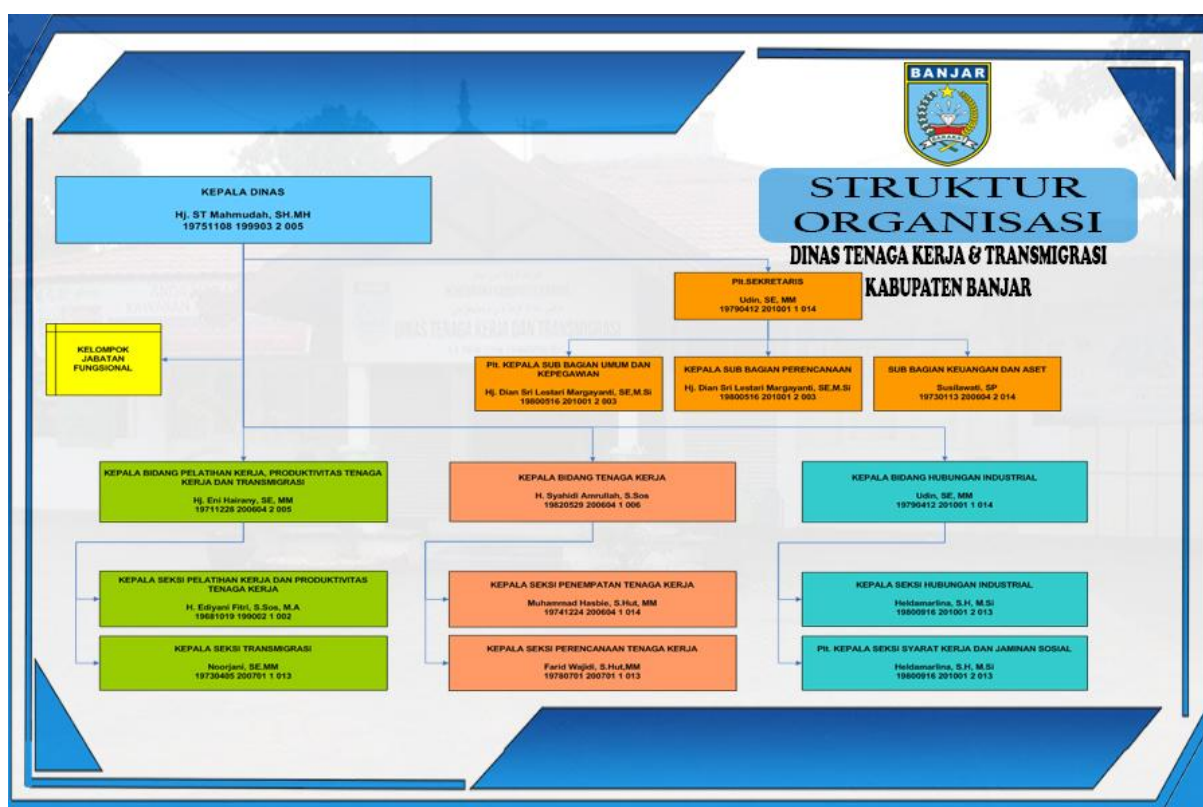 BANJAR
BARAKAT
STRUKTUR
ORGANISASI
DINAS TENAGA KERJA & TRANSMIGRASI
KABUPATEN BANJAR
KEPALA DINAS
Hj. ST Mahmudah, SH.MH
19751108 199903 2 005
Plt.SEKRETARIS
Udin, SE, MM
19790412 201001 1 014
KELOMPOK
JABATAN
FUNGSIONAL
Plt. KEPALA SUB BAGIAN UMUM DAN
KEPEGAWIAN
Hj. Dian Sri Lestari Margayanti, SE,M.Si
19800516 201001 2 003
KEPALA SUB BAGIAN PERENCANAAN
Hj. Dian Sri Lestari Margayanti, SE,M.Si
19800516 201001 2 003
SUB BAGIAN KEUANGAN DAN ASET
Susilawati, SP
19730113 200604 2 014
KEPALA BIDANG PELATIHAN KERJA, PRODUKTIVITAS TENAGA
KERJA DAN TRANSMIGRASI
Hj. Eni Hairany, SE, MM
19711228 200604 2 005
KEPALA BIDANG TENAGA KERJA
H. Syahidi Amrullah, S.Sos
19820529 200604 1 006
KEPALA BIDANG HUBUNGAN INDUSTRIAL
Udin, SE, MM
19790412 201001 1 014
KEPALA SEKSI PELATIHAN KERJA DAN PRODUKTIVITAS
TENAGA KERJA
H. Ediyani Fitri, S.Sos, M.A
19681019 199002 1 002
KEPALA SEKSI PENEMPATAN TENAGA KERJA
Muhammad Hasbie, S.Hut, MM
19741224 200604 1 014
KEPALA SEKSI HUBUNGAN INDUSTRIAL
Heldamarlina, S.H, M.Si
19800916 201001 2 013
KEPALA SEKSI TRANSMIGRASI
Noorjani, SE.MM
19730405 200701 1 013
KEPALA SEKSI PERENCANAAN TENAGA KERJA
Farid Wajidi, S.Hut,MM
19780701 200701 1 013
Plt. KEPALA SEKSI SYARAT KERJA DAN JAMINAN SOSIAL
Heldamarlina, S.H, M.Si
19800916 201001 2 013
DINAS TENAGA KERJA DAN TRANSMIGRASI